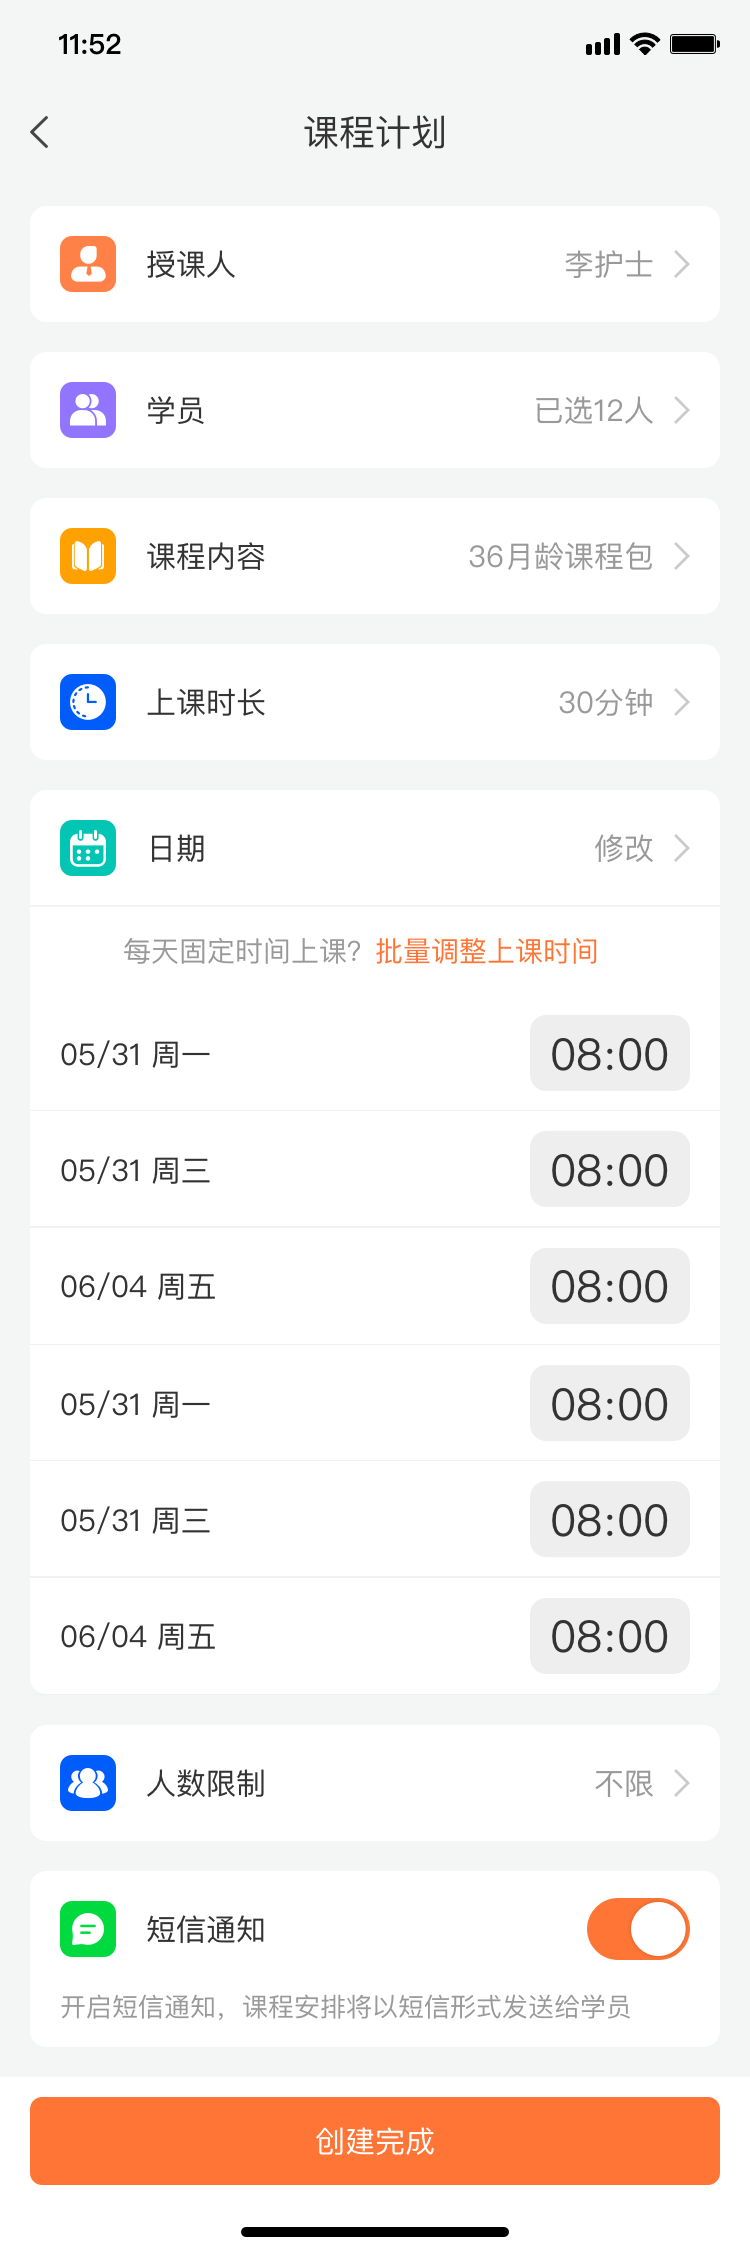 11:52
课程计划
授课人 李护士
学员 已选12人
课程内容 36月龄课程包
上课时长 30分钟
日期 修改
每天固定时间上课？批量调整上课时间
05/31 周一 08:00
05/31 周三 08:00
06/04 周五 08:00
05/31 周一 08:00
05/31 周三 08:00
06/04 周五 08:00
人数限制 不限
短信通知
开启短信通知，课程安排将以短信形式发送给学员
创建完成